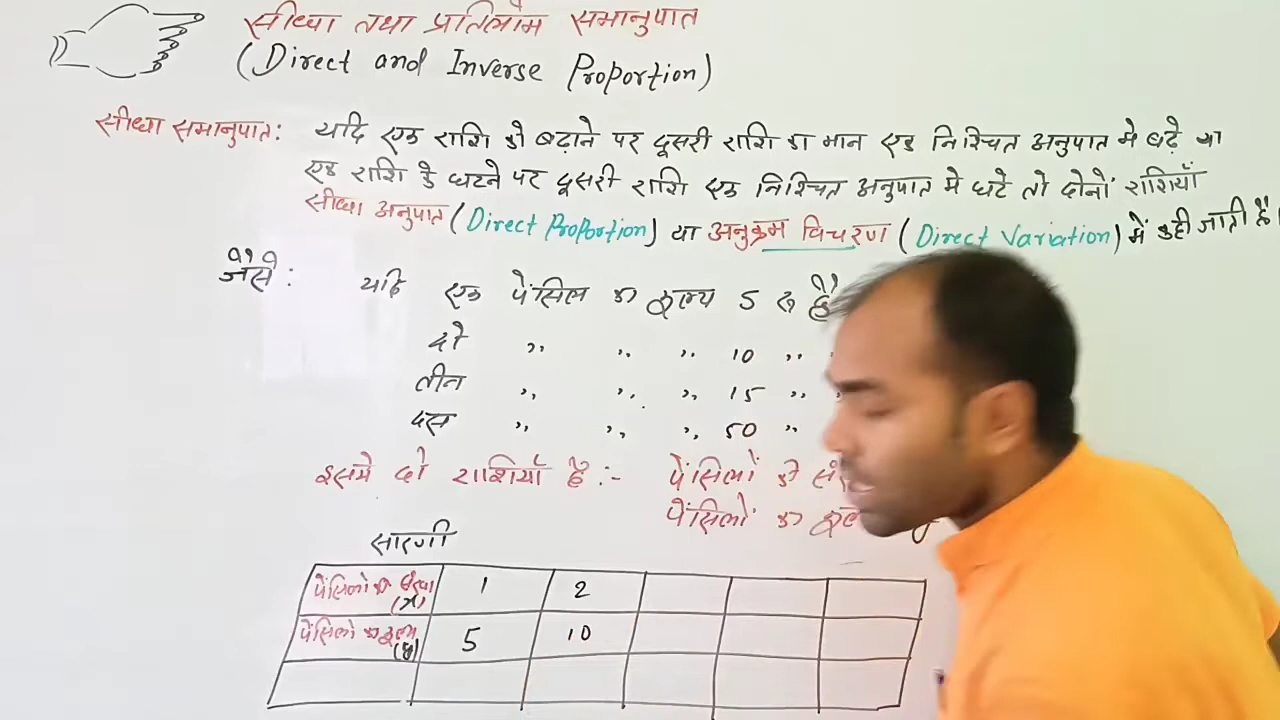 सीधा तथा प्रतिलोम समानुपात
(Direct and Inverse Proportion)
सीधा समानुपात: यदि एक राशि को बढ़ाने पर दूसरी राशि का मान एक निश्चित अनुपात मे बढ़े या
एक राशि के घटने पर दूसरी राशि एक निश्चित अनुपात मे घटे तो दोनों राशियाँ
सीधा अनुपात (Direct Proportion) या अनुक्रम विचरण (Direct Variation) में कही जाती है।
जैसे: यदि एक पेंसिल का मूल्य 5 रु है
दो ,, ,, ,, 10 ,,
तीन ,, ,, ,, 15 ,,
दस ,, ,, ,, 50 ,,
इसमे दो राशियाँ है :- पेंसिलों की
पेंसिलों का
सारणी
पेंसिलो की संख्या (x) 1 2
पेंसिलो का मूल्य (y) 5 10